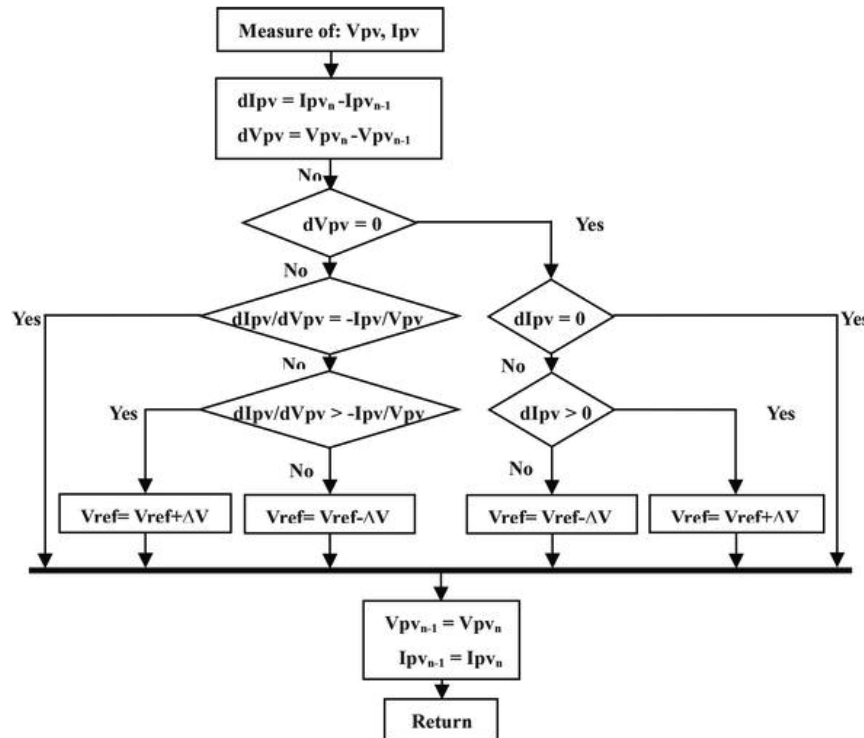 Measure of: Vpv, Ipv
dIpv = Ipvₙ -Ipvₙ₋₁
dVpv = Vpvₙ -Vpvₙ₋₁
No
dVpv = 0
Yes
No
Yes
dIpv/dVpv = -Ipv/Vpv
dIpv = 0
Yes
No
No
Yes
dIpv/dVpv > -Ipv/Vpv
dIpv > 0
Yes
No
No
Vref= Vref+ΔV
Vref= Vref-ΔV
Vref= Vref-ΔV
Vref= Vref+ΔV
Vpvₙ₋₁ = Vpvₙ
Ipvₙ₋₁ = Ipvₙ
Return